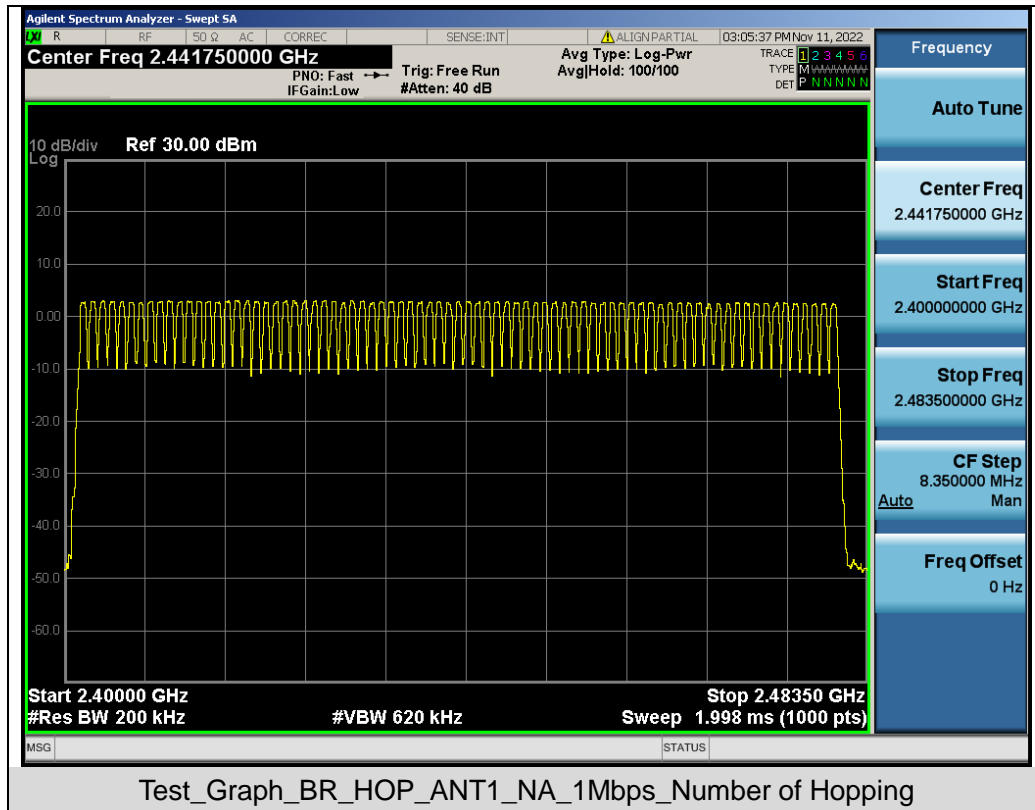 Agilent Spectrum Analyzer - Swept SA
LXI R RF 50 Ω AC CORREC SENSE:INT ALIGN PARTIAL 03:05:37 PM Nov 11, 2022
Center Freq 2.441750000 GHz
PNO: Fast
IFGain:Low
Trig: Free Run
#Atten: 40 dB
Avg Type: Log-Pwr
Avg|Hold: 100/100
TRACE 1 2 3 4 5 6
TYPE M WWWWW
DET P N N N N N
10 dB/div Ref 30.00 dBm
Log
20.0
10.0
0.00
-10.0
-20.0
-30.0
-40.0
-50.0
-60.0
Start 2.40000 GHz Stop 2.48350 GHz
#Res BW 200 kHz #VBW 620 kHz Sweep 1.998 ms (1000 pts)
MSG STATUS
Frequency
Auto Tune
Center Freq
2.441750000 GHz
Start Freq
2.400000000 GHz
Stop Freq
2.483500000 GHz
CF Step
8.350000 MHz
Auto Man
Freq Offset
0 Hz
Test_Graph_BR_HOP_ANT1_NA_1Mbps_Number of Hopping